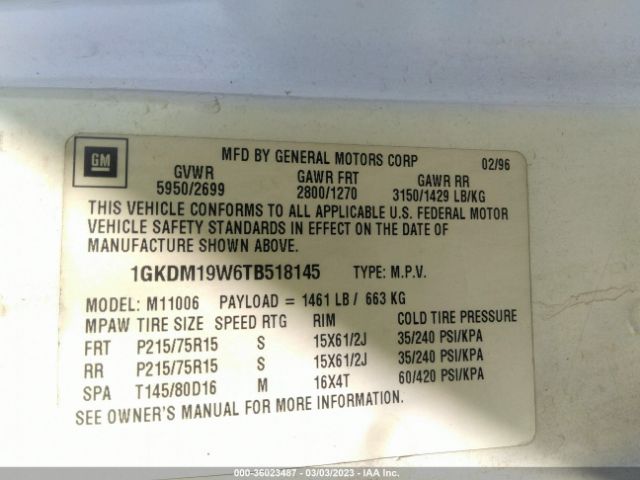 GM
MFD BY GENERAL MOTORS CORP 02/96
GVWR GAWR FRT GAWR RR
5950/2699 2800/1270 3150/1429 LB/KG
THIS VEHICLE CONFORMS TO ALL APPLICABLE U.S. FEDERAL MOTOR
VEHICLE SAFETY STANDARDS IN EFFECT ON THE DATE OF
MANUFACTURE SHOWN ABOVE.
1GKDM19W6TB518145 TYPE: M.P.V.
MODEL: M11006 PAYLOAD = 1461 LB / 663 KG
MPAW TIRE SIZE SPEED RTG RIM COLD TIRE PRESSURE
FRT P215/75R15 S 15X61/2J 35/240 PSI/KPA
RR P215/75R15 S 15X61/2J 35/240 PSI/KPA
SPA T145/80D16 M 16X4T 60/420 PSI/KPA
SEE OWNER'S MANUAL FOR MORE INFORMATION.
000-36023487 - 03/03/2023 - IAA Inc.